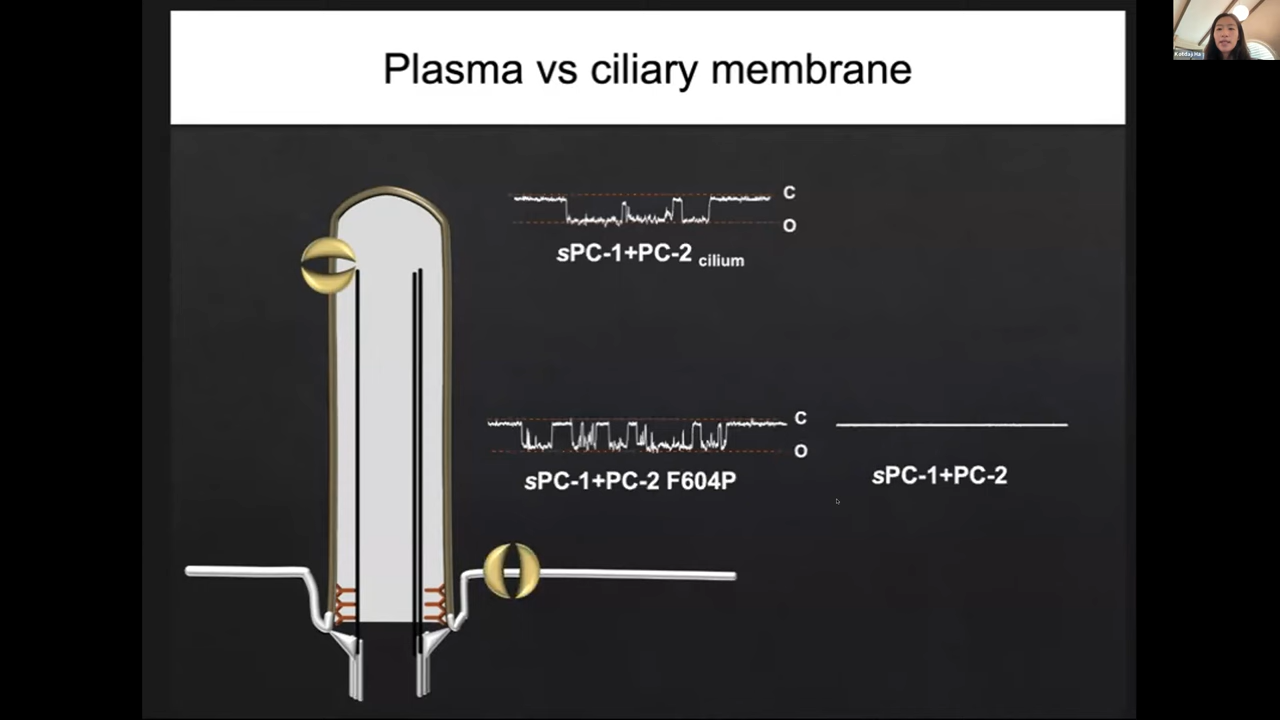 Plasma vs ciliary membrane
C
O
sPC-1+PC-2 cilium
C
O
sPC-1+PC-2 F604P
sPC-1+PC-2